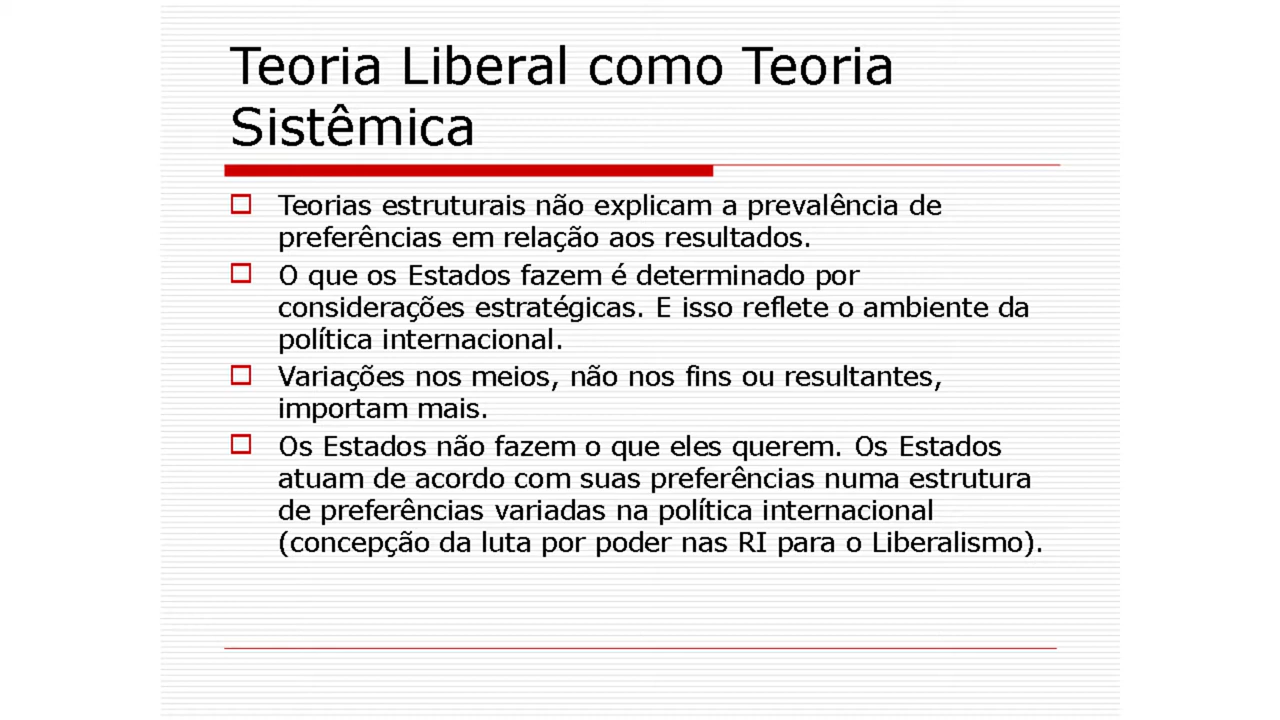 Teoria Liberal como Teoria
Sistêmica
Teorias estruturais não explicam a prevalência de
preferências em relação aos resultados.
O que os Estados fazem é determinado por
considerações estratégicas. E isso reflete o ambiente da
política internacional.
Variações nos meios, não nos fins ou resultantes,
importam mais.
Os Estados não fazem o que eles querem. Os Estados
atuam de acordo com suas preferências numa estrutura
de preferências variadas na política internacional
(concepção da luta por poder nas RI para o Liberalismo).